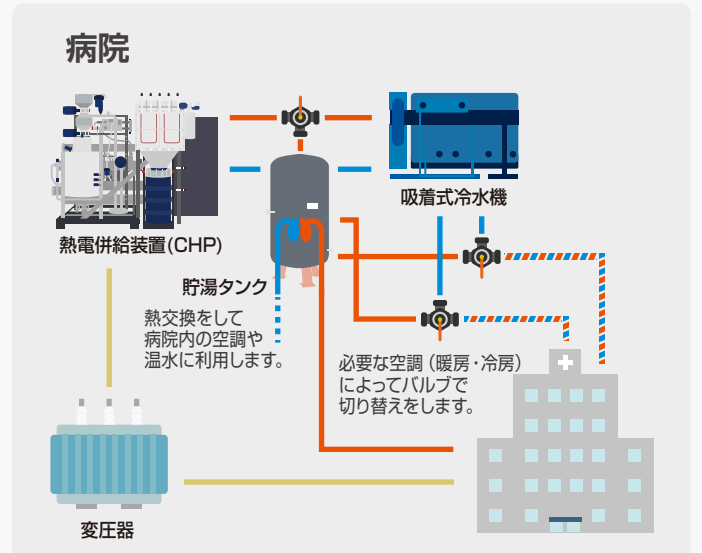 病院
熱電併給装置(CHP)
吸着式冷水機
貯湯タンク
熱交換をして
病院内の空調や
温水に利用します。
必要な空調（暖房・冷房）
によってバルブで
切り替えをします。
変圧器